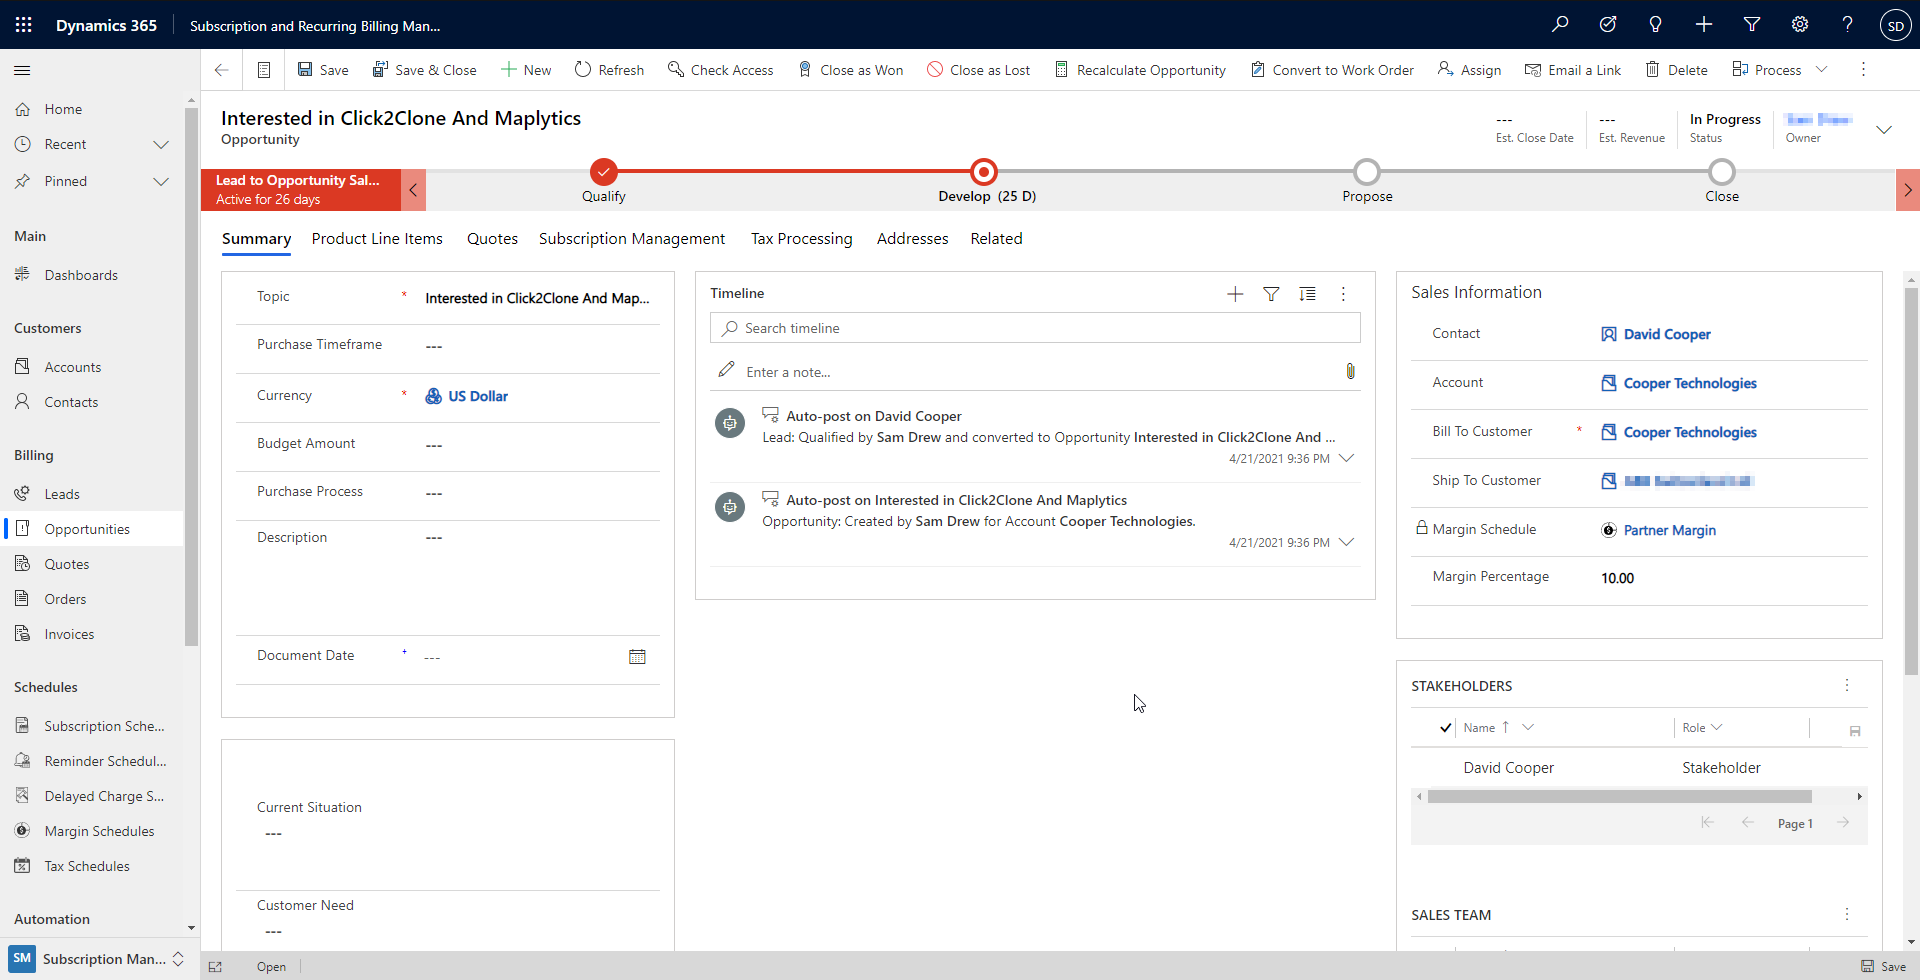 Dynamics 365
Subscription and Recurring Billing Man...
SD
Save
Save & Close
New
Refresh
Check Access
Close as Won
Close as Lost
Recalculate Opportunity
Convert to Work Order
Assign
Email a Link
Delete
Process
Home
Recent
Pinned
Main
Dashboards
Customers
Accounts
Contacts
Billing
Leads
Opportunities
Quotes
Orders
Invoices
Schedules
Subscription Sche...
Reminder Schedul...
Delayed Charge S...
Margin Schedules
Tax Schedules
Automation
SM Subscription Man...
Interested in Click2Clone And Maplytics
Opportunity
---
Est. Close Date
---
Est. Revenue
In Progress
Status
Owner
Lead to Opportunity Sal...
Active for 26 days
Qualify
Develop (25 D)
Propose
Close
Summary
Product Line Items
Quotes
Subscription Management
Tax Processing
Addresses
Related
Topic * Interested in Click2Clone And Map...
Purchase Timeframe ---
Currency * US Dollar
Budget Amount ---
Purchase Process ---
Description ---
Document Date + ---
Current Situation
---
Customer Need
---
Timeline
Search timeline
Enter a note...
Auto-post on David Cooper
Lead: Qualified by Sam Drew and converted to Opportunity Interested in Click2Clone And ...
4/21/2021 9:36 PM
Auto-post on Interested in Click2Clone And Maplytics
Opportunity: Created by Sam Drew for Account Cooper Technologies.
4/21/2021 9:36 PM
Sales Information
Contact David Cooper
Account Cooper Technologies
Bill To Customer * Cooper Technologies
Ship To Customer
Margin Schedule Partner Margin
Margin Percentage 10.00
STAKEHOLDERS
Name Role
David Cooper Stakeholder
Page 1
SALES TEAM
Open
Save